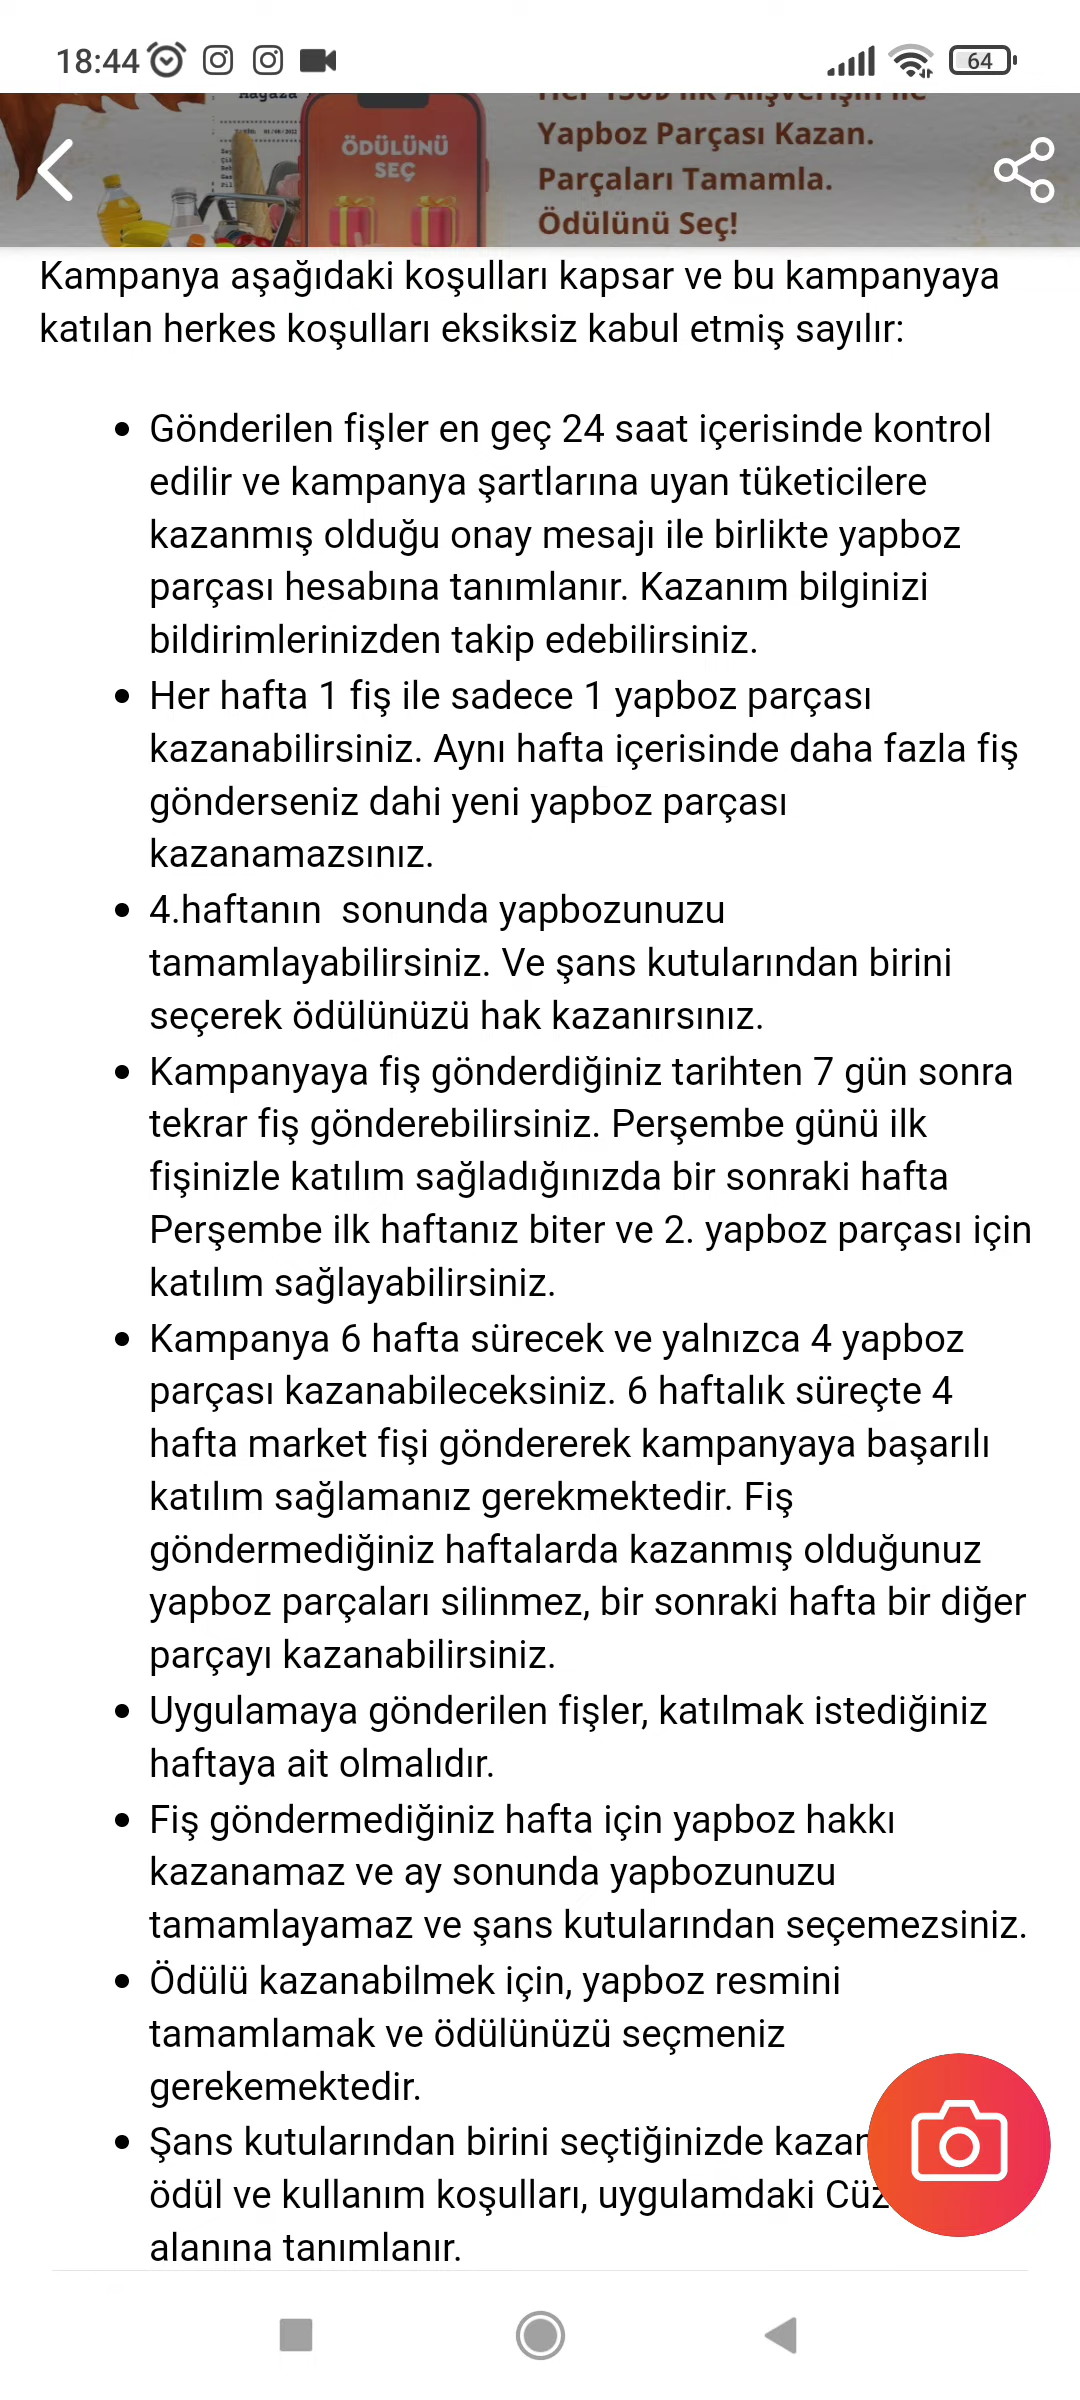 18:44
64
Mağaza
ÖDÜLÜNÜ
SEÇ
Yapboz Parçası Kazan.
Parçaları Tamamla.
Ödülünü Seç!
Kampanya aşağıdaki koşulları kapsar ve bu kampanyaya
katılan herkes koşulları eksiksiz kabul etmiş sayılır:
• Gönderilen fişler en geç 24 saat içerisinde kontrol
edilir ve kampanya şartlarına uyan tüketicilere
kazanmış olduğu onay mesajı ile birlikte yapboz
parçası hesabına tanımlanır. Kazanım bilginizi
bildirimlerinizden takip edebilirsiniz.
• Her hafta 1 fiş ile sadece 1 yapboz parçası
kazanabilirsiniz. Aynı hafta içerisinde daha fazla fiş
gönderseniz dahi yeni yapboz parçası
kazanamazsınız.
• 4.haftanın  sonunda yapbozunuzu
tamamlayabilirsiniz. Ve şans kutularından birini
seçerek ödülünüzü hak kazanırsınız.
• Kampanyaya fiş gönderdiğiniz tarihten 7 gün sonra
tekrar fiş gönderebilirsiniz. Perşembe günü ilk
fişinizle katılım sağladığınızda bir sonraki hafta
Perşembe ilk haftanız biter ve 2. yapboz parçası için
katılım sağlayabilirsiniz.
• Kampanya 6 hafta sürecek ve yalnızca 4 yapboz
parçası kazanabileceksiniz. 6 haftalık süreçte 4
hafta market fişi göndererek kampanyaya başarılı
katılım sağlamanız gerekmektedir. Fiş
göndermediğiniz haftalarda kazanmış olduğunuz
yapboz parçaları silinmez, bir sonraki hafta bir diğer
parçayı kazanabilirsiniz.
• Uygulamaya gönderilen fişler, katılmak istediğiniz
haftaya ait olmalıdır.
• Fiş göndermediğiniz hafta için yapboz hakkı
kazanamaz ve ay sonunda yapbozunuzu
tamamlayamaz ve şans kutularından seçemezsiniz.
• Ödülü kazanabilmek için, yapboz resmini
tamamlamak ve ödülünüzü seçmeniz
gerekemektedir.
• Şans kutularından birini seçtiğinizde kazan
ödül ve kullanım koşulları, uygulamdaki Cüz
alanına tanımlanır.